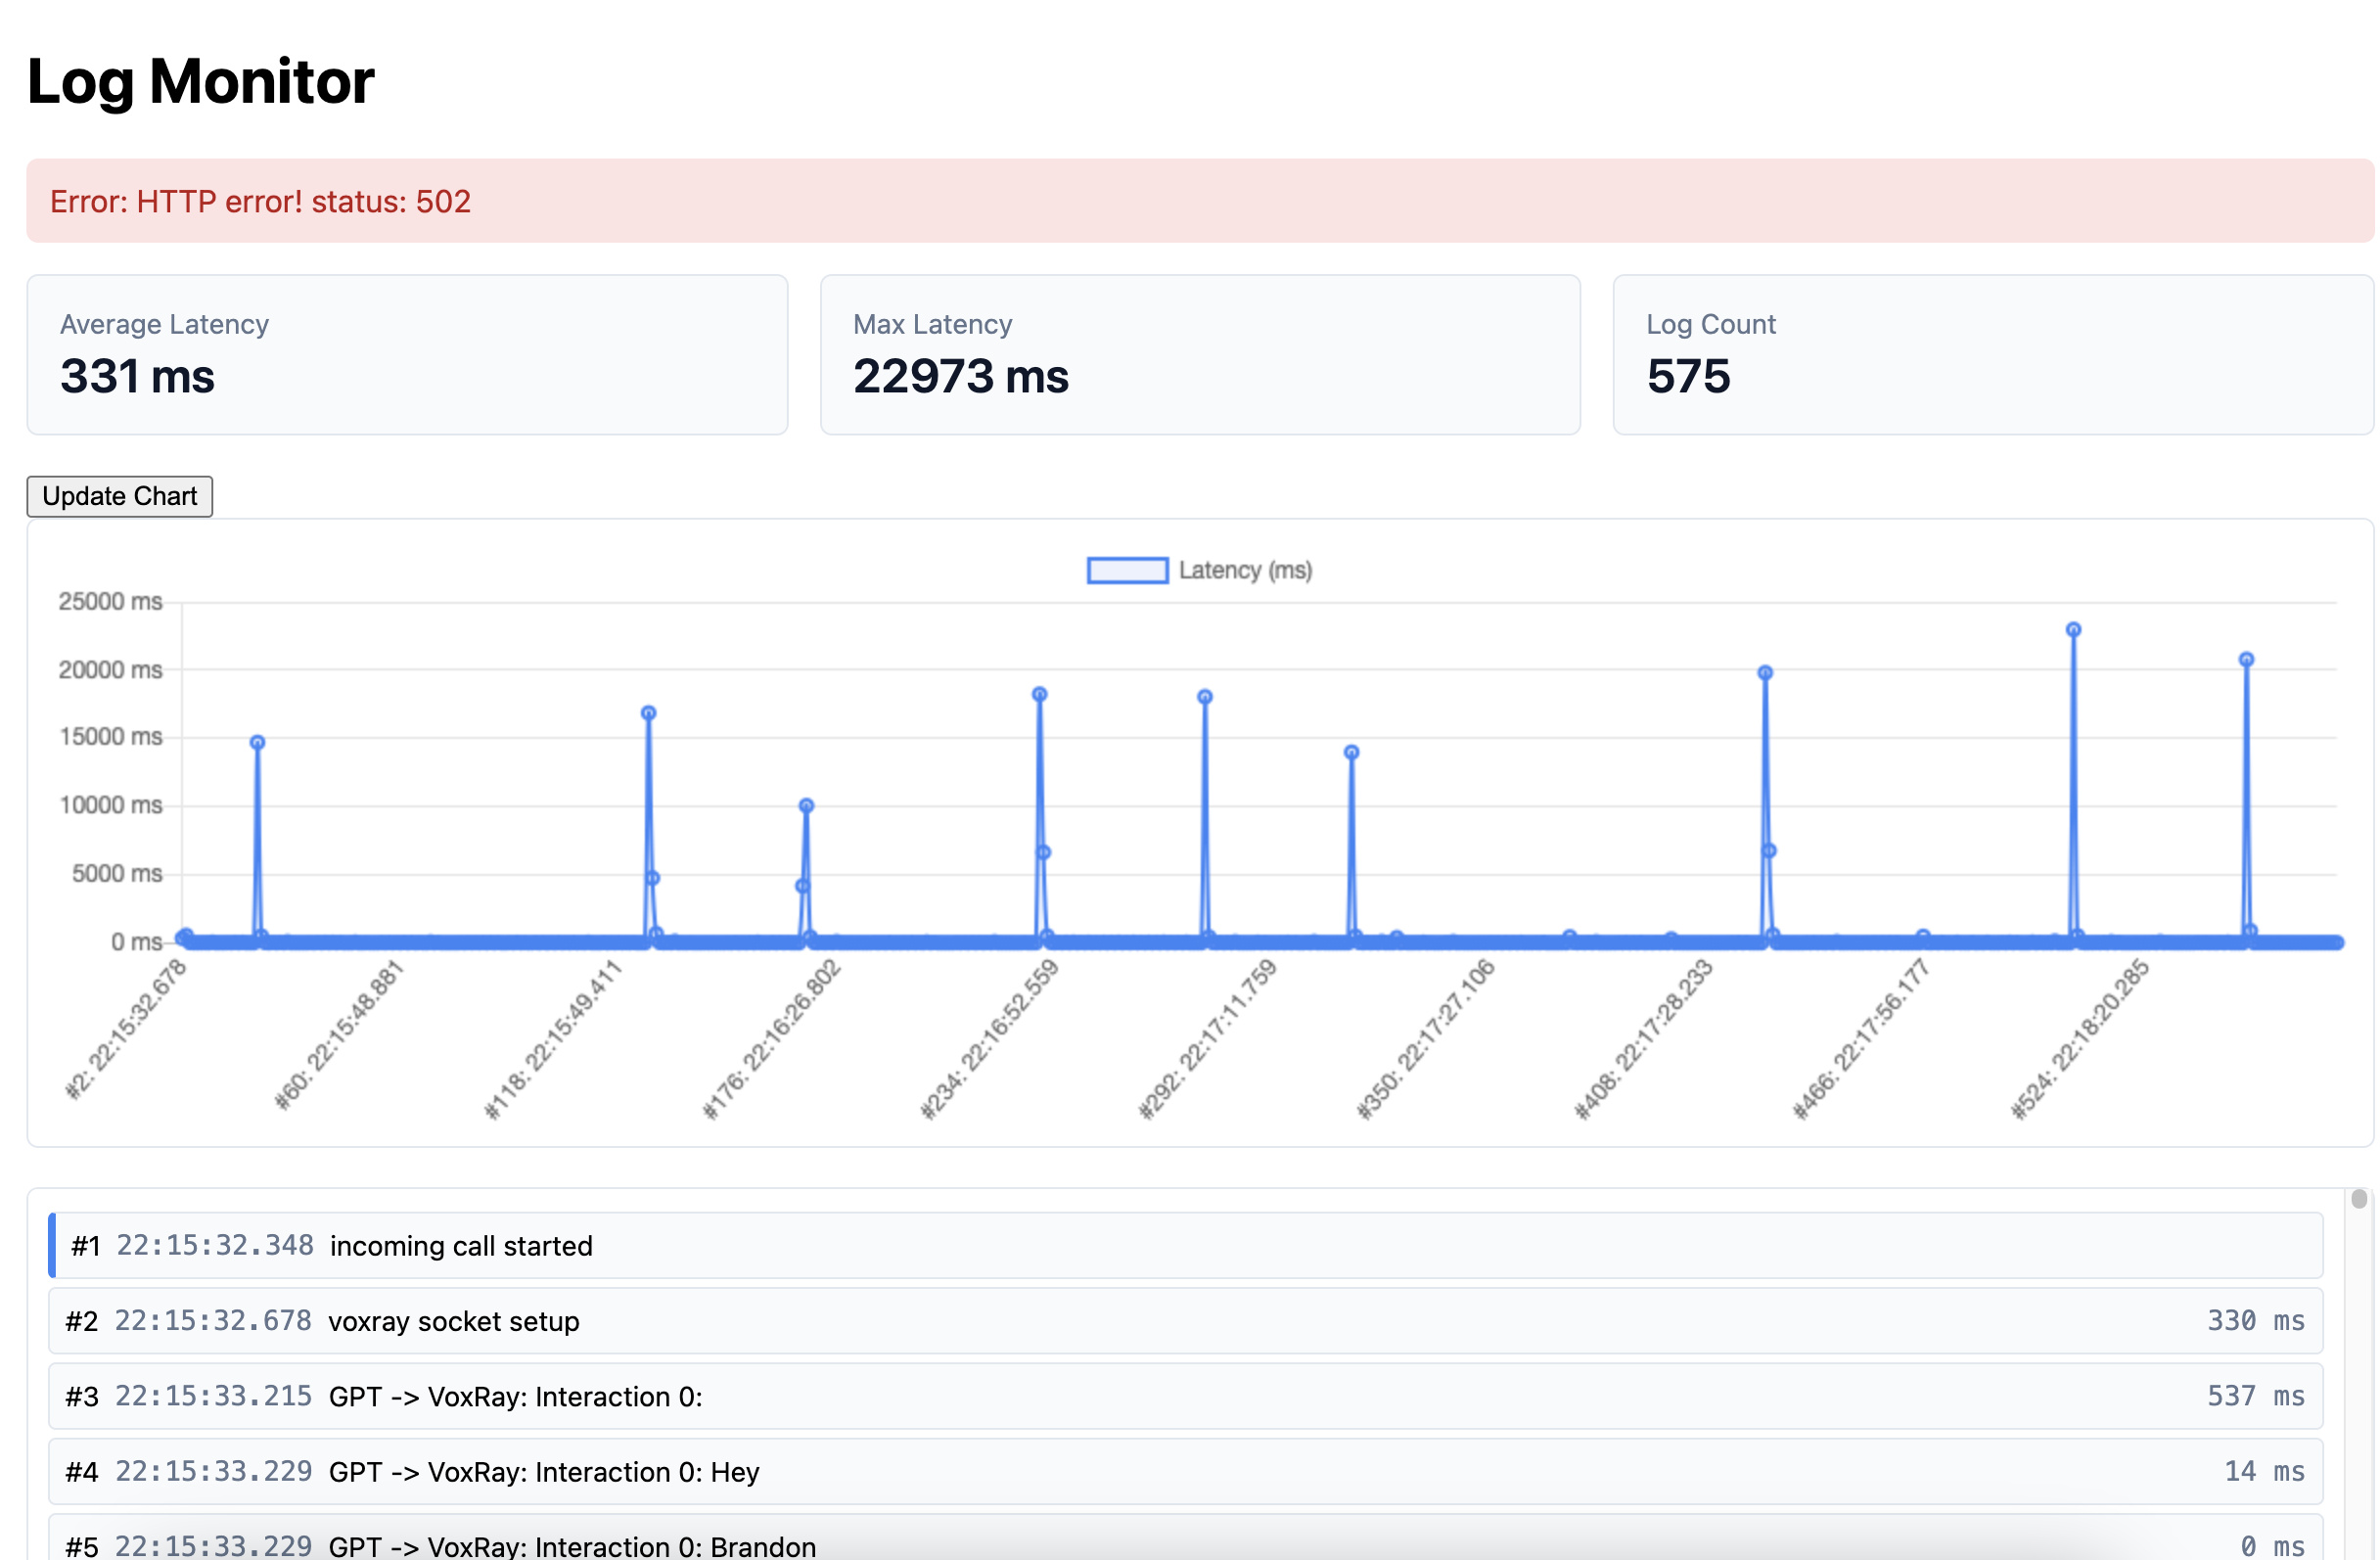 Log Monitor
Error: HTTP error! status: 502
Average Latency
331 ms
Max Latency
22973 ms
Log Count
575
Update Chart
Latency (ms)
25000 ms
20000 ms
15000 ms
10000 ms
5000 ms
0 ms
#2: 22:15:32.678
#60: 22:15:48.881
#118: 22:15:49.411
#176: 22:16:26.802
#234: 22:16:52.559
#292: 22:17:11.759
#350: 22:17:27.106
#408: 22:17:28.233
#466: 22:17:56.177
#524: 22:18:20.285
#1 22:15:32.348 incoming call started
#2 22:15:32.678 voxray socket setup 330 ms
#3 22:15:33.215 GPT -> VoxRay: Interaction 0: 537 ms
#4 22:15:33.229 GPT -> VoxRay: Interaction 0: Hey 14 ms
#5 22:15:33.229 GPT -> VoxRay: Interaction 0: Brandon 0 ms